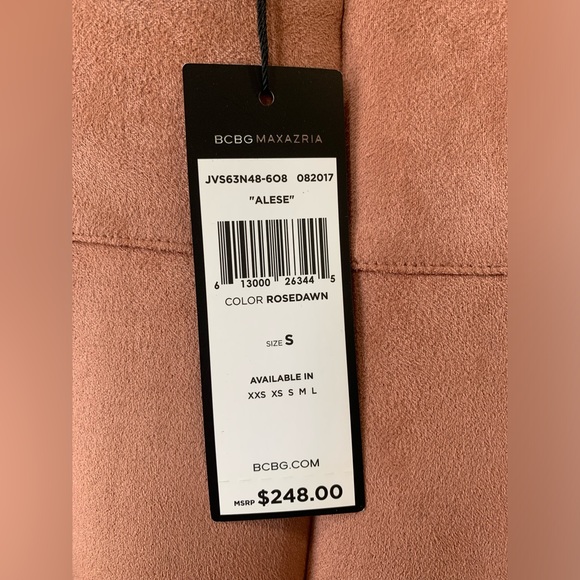 BCBGMAXAZRIA
JVS63N48-6O8 082017
"ALESE"
6 13000 26344 5
COLOR ROSEDAWN
SIZE S
AVAILABLE IN
XXS XS S M L
BCBG.COM
MSRP $248.00